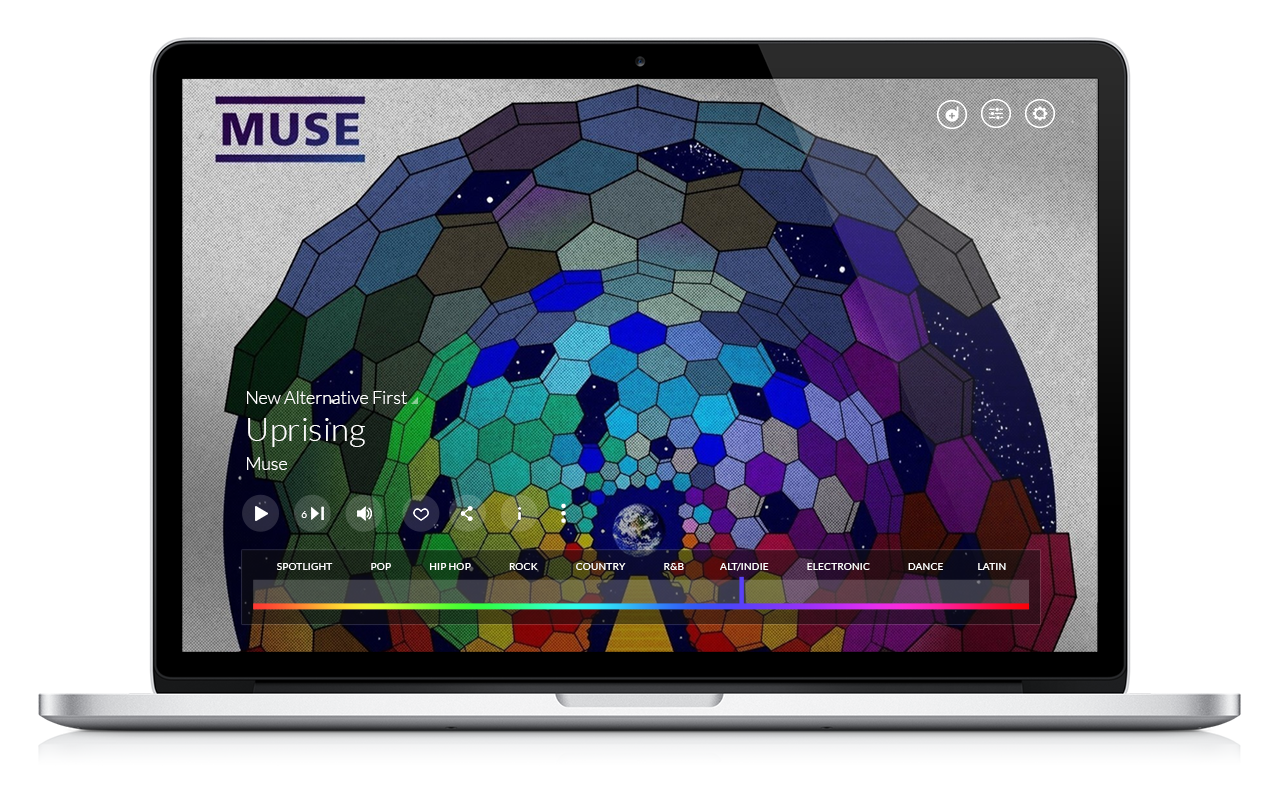 MUSE
New Alternative First
Uprising
Muse
6
SPOTLIGHT POP HIP HOP ROCK COUNTRY R&B ALT/INDIE ELECTRONIC DANCE LATIN